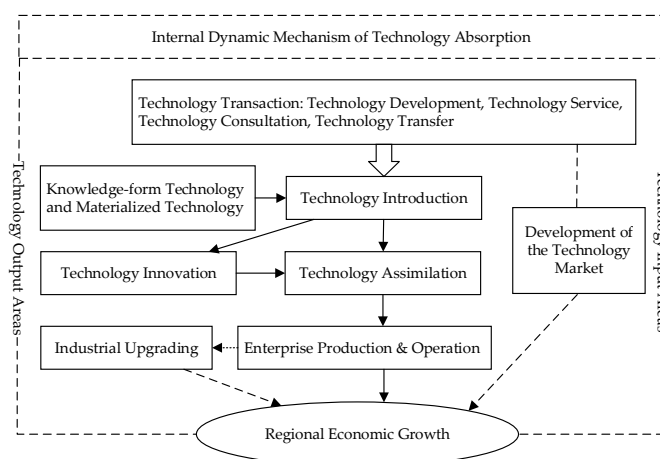 Internal Dynamic Mechanism of Technology Absorption
Technology Transaction: Technology Development, Technology Service,
Technology Consultation, Technology Transfer
Technology Output Areas
Knowledge-form Technology
and Materialized Technology
Technology Introduction
Development of
the Technology
Market
Technology Innovation
Technology Assimilation
Industrial Upgrading
Enterprise Production & Operation
Regional Economic Growth